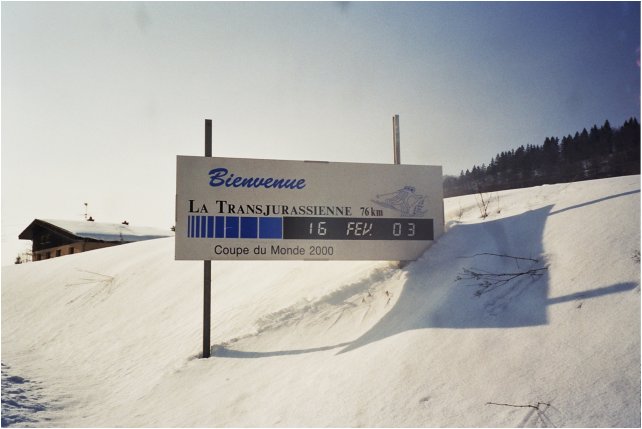 Bienvenue
LA TRANSJURASSIENNE 76 km
16 FEV. 03
Coupe du Monde 2000